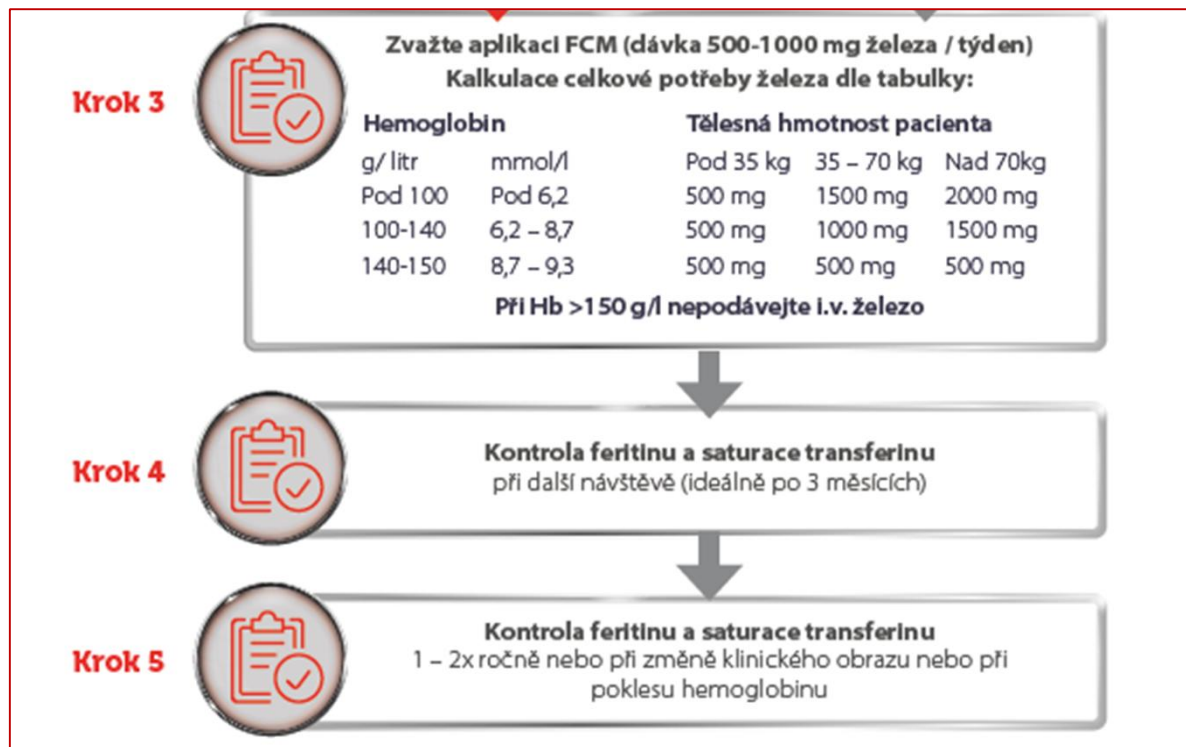 Zvažte aplikaci FCM (dávka 500-1000 mg železa / týden)
Kalkulace celkové potřeby železa dle tabulky:
Krok 3
Hemoglobin Tělesná hmotnost pacienta
g/ litr mmol/l Pod 35 kg 35 – 70 kg Nad 70kg
Pod 100 Pod 6,2 500 mg 1500 mg 2000 mg
100-140 6,2 – 8,7 500 mg 1000 mg 1500 mg
140-150 8,7 – 9,3 500 mg 500 mg 500 mg
Při Hb >150 g/l nepodávejte i.v. železo
Krok 4
Kontrola feritinu a saturace transferinu
při další návštěvě (ideálně po 3 měsících)
Krok 5
Kontrola feritinu a saturace transferinu
1 – 2x ročně nebo při změně klinického obrazu nebo při
poklesu hemoglobinu